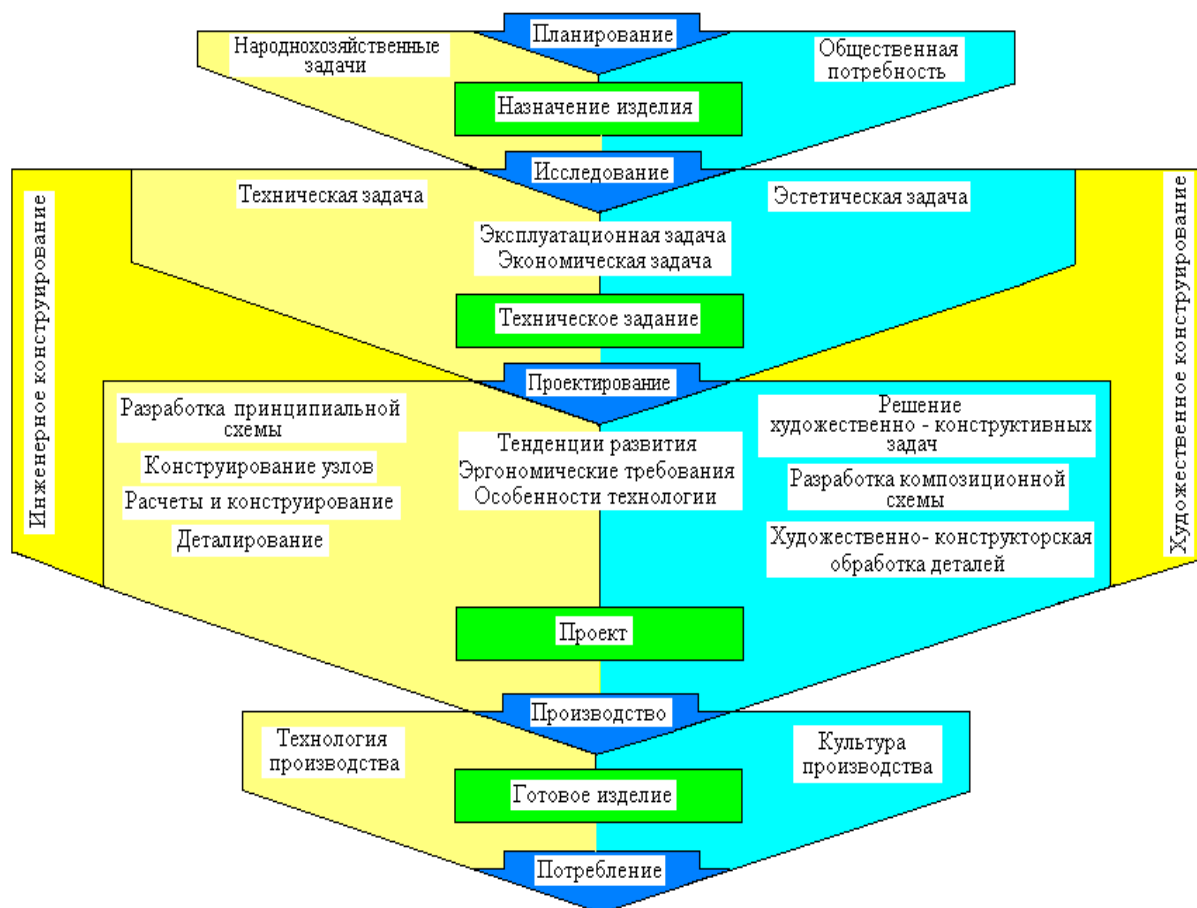 Планирование
Народнохозяйственные
задачи
Общественная
потребность
Назначение изделия
Исследование
Техническая задача
Эстетическая задача
Эксплуатационная задача
Экономическая задача
Техническое задание
Инженерное конструирование
Художественное конструирование
Проектирование
Разработка принципиальной
схемы
Конструирование узлов
Расчеты и конструирование
Деталирование
Тенденции развития
Эргономические требования
Особенности технологии
Решение
художественно - конструктивных
задач
Разработка композиционной
схемы
Художественно- конструкторская
обработка деталей
Проект
Производство
Технология
производства
Культура
производства
Готовое изделие
Потребление